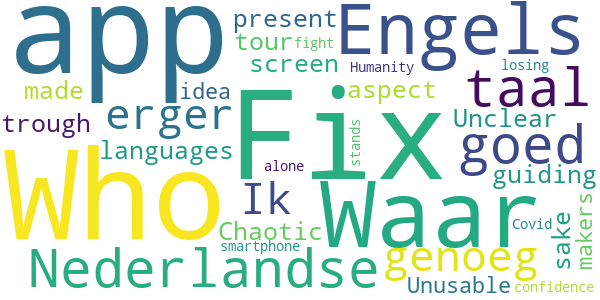 app
present
Engels
tour
fight
screen
Humanity
losing
made
idea
aspect
taal
trough
erger
Fix
stands
Unclear
goed
languages
alone
guiding
Who
Ik
Waar
Chaotic
Covid
sake
makers
smartphone
genoeg
Nederlandse
Unusable
confidence